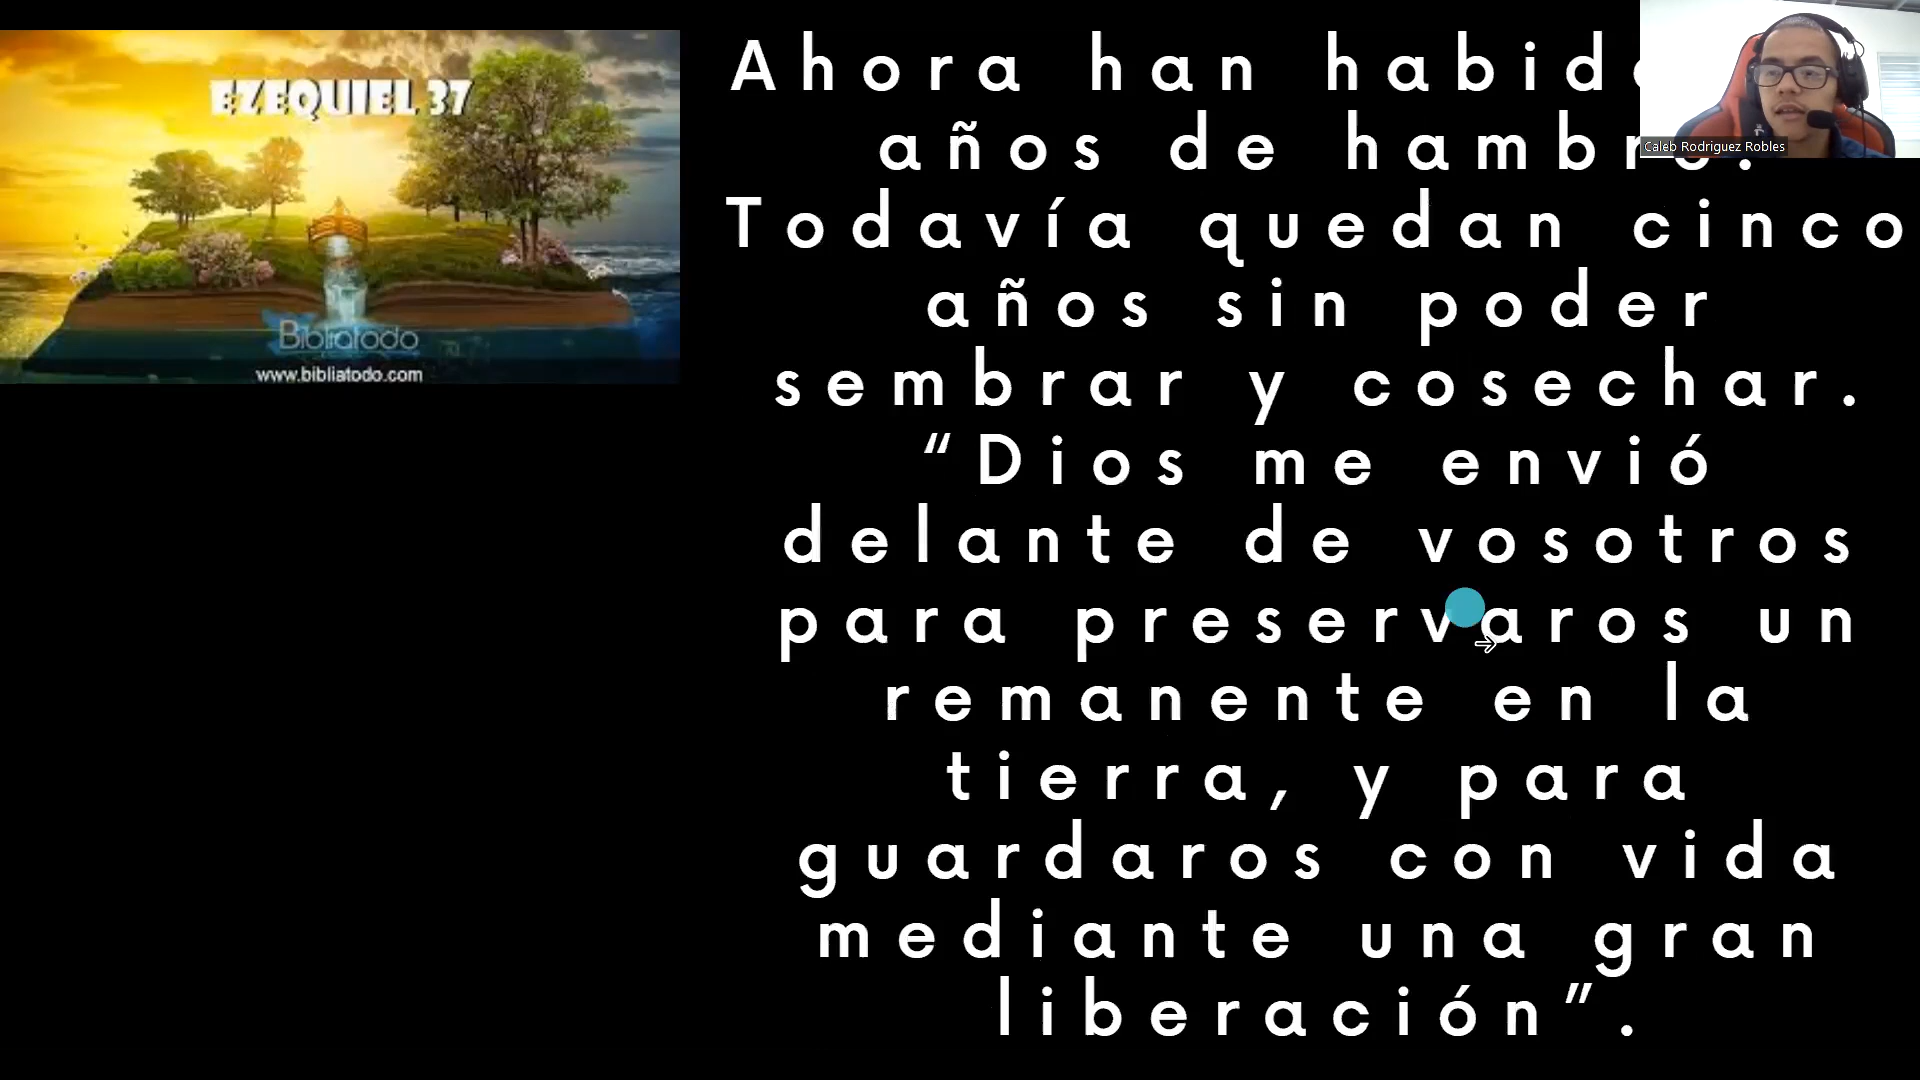 EZEQUIEL 37
Bibliatodo
www.bibliatodo.com
Ahora han habido
años de hambre.
Todavía quedan cinco
años sin poder
sembrar y cosechar.
“Dios me envió
delante de vosotros
para preservaros un
remanente en la
tierra, y para
guardaros con vida
mediante una gran
liberación”.
Caleb Rodriguez Robles